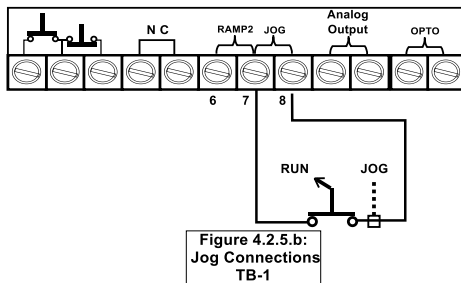 N C
RAMP2
JOG
Analog
Output
OPTO
6
7
8
RUN
JOG
Figure 4.2.5.b:
Jog Connections
TB-1